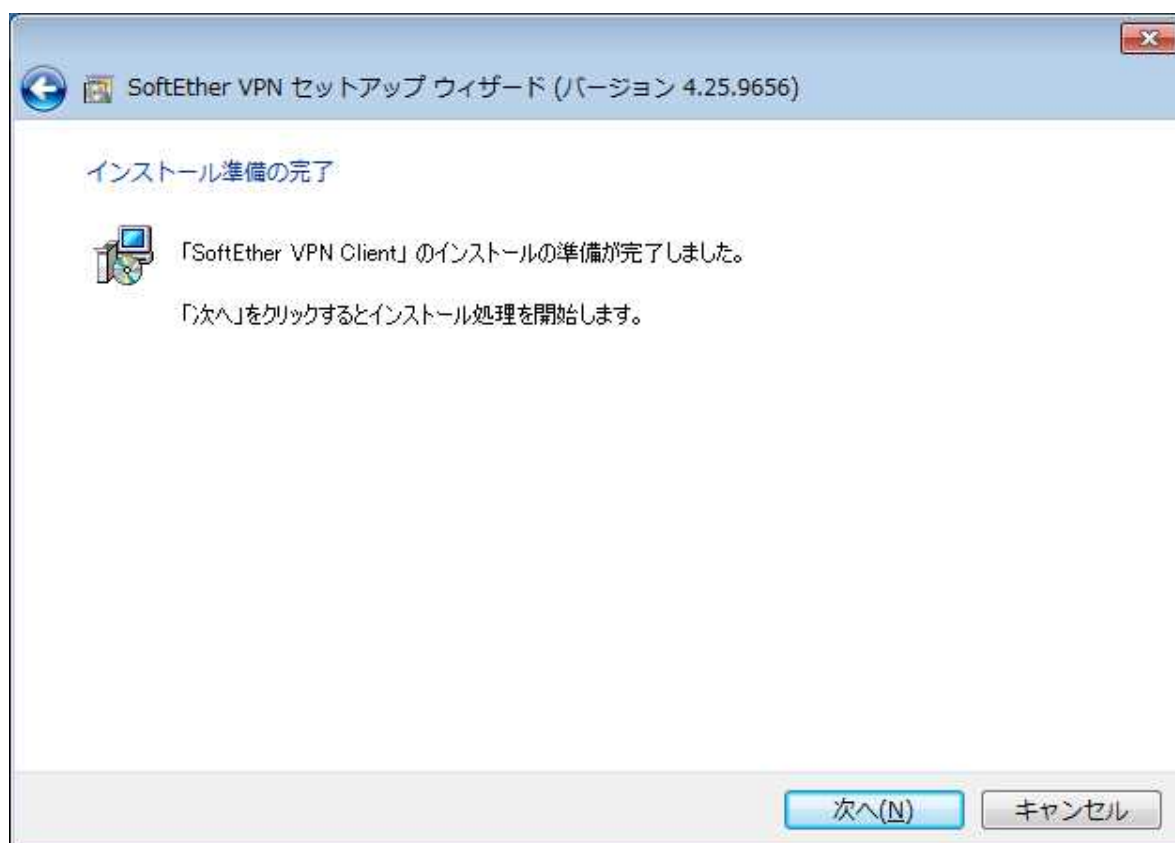 SoftEther VPN セットアップ ウィザード (バージョン 4.25.9656)
インストール準備の完了
「SoftEther VPN Client」のインストールの準備が完了しました。
「次へ」をクリックするとインストール処理を開始します。
次へ(N)
キャンセル